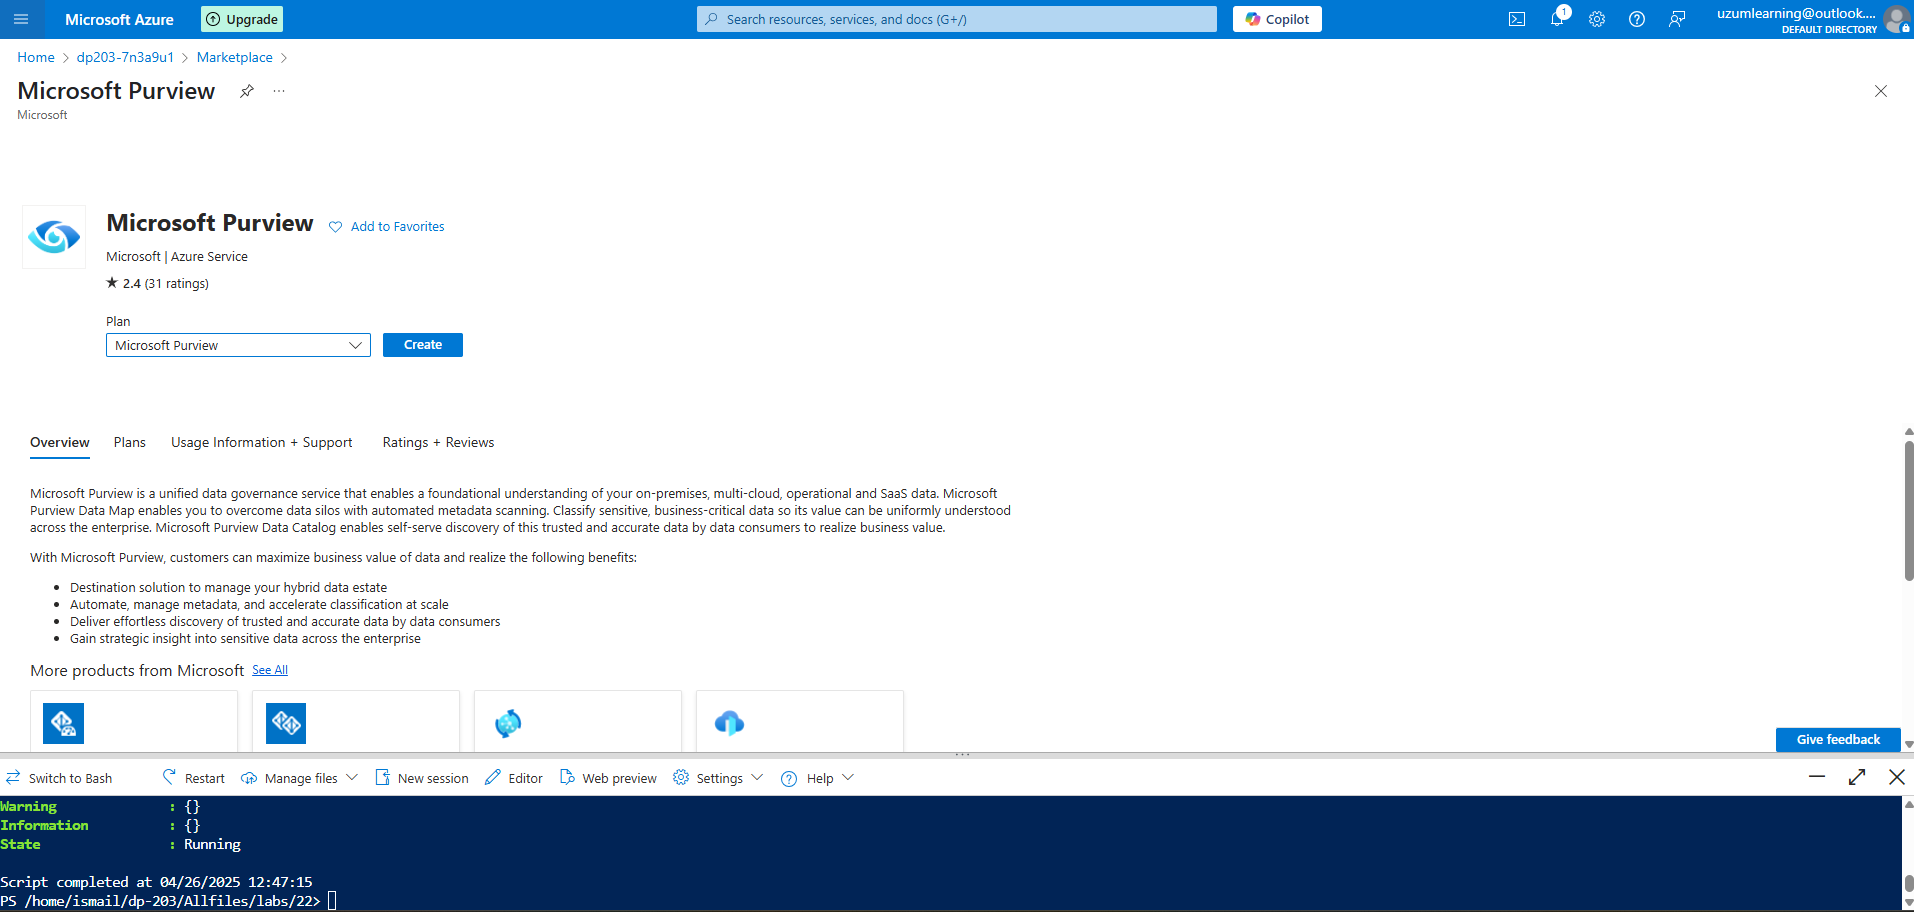 Microsoft Azure
Upgrade
Search resources, services, and docs (G+/)
Copilot
1
uzumlearning@outlook....
DEFAULT DIRECTORY
Home > dp203-7n3a9u1 > Marketplace >
Microsoft Purview
Microsoft
Microsoft Purview
Add to Favorites
Microsoft | Azure Service
★ 2.4 (31 ratings)
Plan
Microsoft Purview
Create
Overview
Plans
Usage Information + Support
Ratings + Reviews
Microsoft Purview is a unified data governance service that enables a foundational understanding of your on-premises, multi-cloud, operational and SaaS data. Microsoft
Purview Data Map enables you to overcome data silos with automated metadata scanning. Classify sensitive, business-critical data so its value can be uniformly understood
across the enterprise. Microsoft Purview Data Catalog enables self-serve discovery of this trusted and accurate data by data consumers to realize business value.
With Microsoft Purview, customers can maximize business value of data and realize the following benefits:
• Destination solution to manage your hybrid data estate
• Automate, manage metadata, and accelerate classification at scale
• Deliver effortless discovery of trusted and accurate data by data consumers
• Gain strategic insight into sensitive data across the enterprise
More products from Microsoft See All
Give feedback
Switch to Bash
Restart
Manage files
New session
Editor
Web preview
Settings
Help
Warning : {}
Information : {}
State : Running
Script completed at 04/26/2025 12:47:15
PS /home/ismail/dp-203/Allfiles/labs/22>